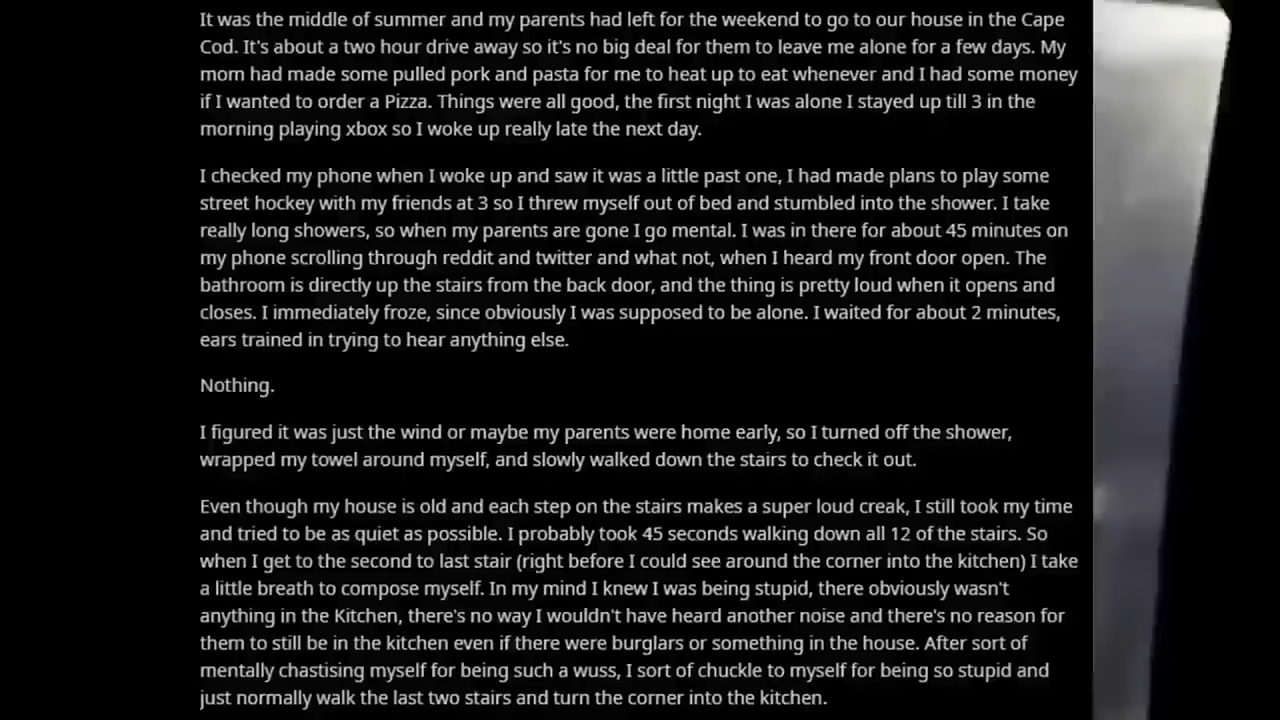 It was the middle of summer and my parents had left for the weekend to go to our house in the Cape
Cod. It's about a two hour drive away so it's no big deal for them to leave me alone for a few days. My
mom had made some pulled pork and pasta for me to heat up to eat whenever and I had some money
if I wanted to order a Pizza. Things were all good, the first night I was alone I stayed up till 3 in the
morning playing xbox so I woke up really late the next day.
I checked my phone when I woke up and saw it was a little past one, I had made plans to play some
street hockey with my friends at 3 so I threw myself out of bed and stumbled into the shower. I take
really long showers, so when my parents are gone I go mental. I was in there for about 45 minutes on
my phone scrolling through reddit and twitter and what not, when I heard my front door open. The
bathroom is directly up the stairs from the back door, and the thing is pretty loud when it opens and
closes. I immediately froze, since obviously I was supposed to be alone. I waited for about 2 minutes,
ears trained in trying to hear anything else.
Nothing.
I figured it was just the wind or maybe my parents were home early, so I turned off the shower,
wrapped my towel around myself, and slowly walked down the stairs to check it out.
Even though my house is old and each step on the stairs makes a super loud creak, I still took my time
and tried to be as quiet as possible. I probably took 45 seconds walking down all 12 of the stairs. So
when I get to the second to last stair (right before I could see around the corner into the kitchen) I take
a little breath to compose myself. In my mind I knew I was being stupid, there obviously wasn't
anything in the Kitchen, there's no way I wouldn't have heard another noise and there's no reason for
them to still be in the kitchen even if there were burglars or something in the house. After sort of
mentally chastising myself for being such a wuss, I sort of chuckle to myself for being so stupid and
just normally walk the last two stairs and turn the corner into the kitchen.